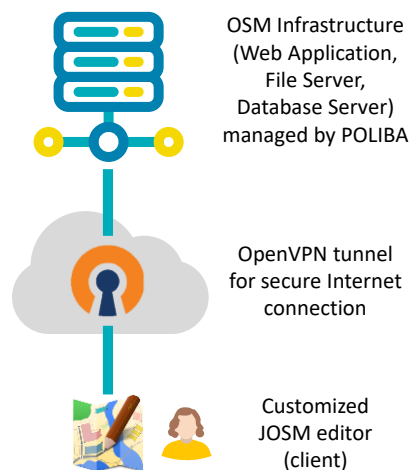 OSM Infrastructure
(Web Application,
File Server,
Database Server)
managed by POLIBA
OpenVPN tunnel
for secure Internet
connection
Customized
JOSM editor
(client)